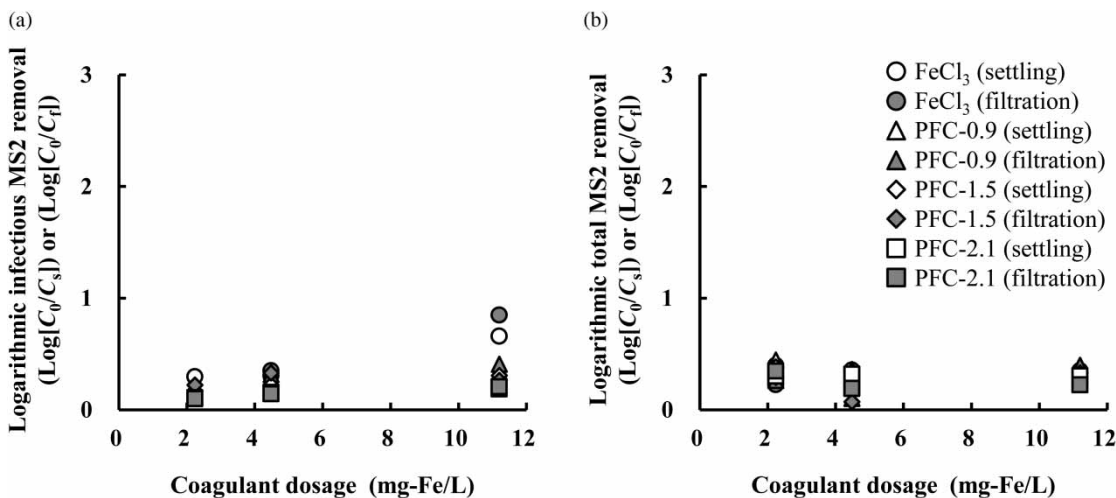 (a)
Logarithmic infectious MS2 removal
(Log[C₀/Cₛ]) or (Log[C₀/C_f])
3
2
1
0
0 2 4 6 8 10 12
Coagulant dosage (mg-Fe/L)
(b)
Logarithmic total MS2 removal
(Log[C₀/Cₛ]) or (Log[C₀/C_f])
3
2
1
0
0 2 4 6 8 10 12
Coagulant dosage (mg-Fe/L)
FeCl₃ (settling)
FeCl₃ (filtration)
PFC-0.9 (settling)
PFC-0.9 (filtration)
PFC-1.5 (settling)
PFC-1.5 (filtration)
PFC-2.1 (settling)
PFC-2.1 (filtration)